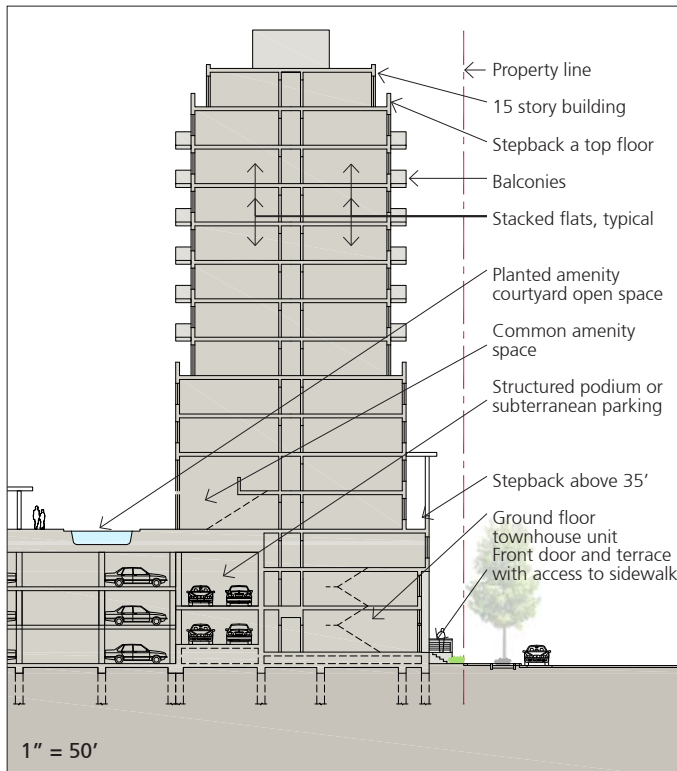 Property line
15 story building
Stepback a top floor
Balconies
Stacked flats, typical
Planted amenity
courtyard open space
Common amenity
space
Structured podium or
subterranean parking
Stepback above 35’
Ground floor
townhouse unit
Front door and terrace
with access to sidewalk
1” = 50’